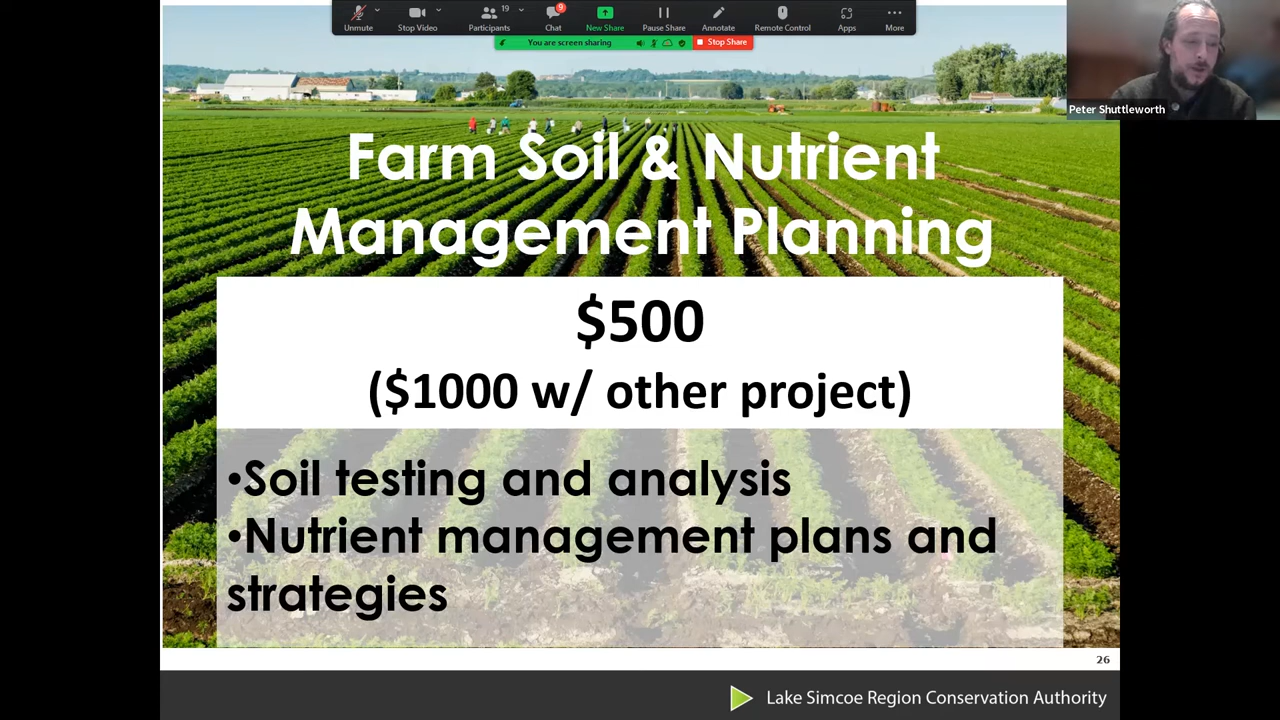 Unmute
Stop Video
Participants
19
Chat
9
New Share
Pause Share
Annotate
Remote Control
Apps
More
You are screen sharing
Stop Share
Peter Shuttleworth
Farm Soil & Nutrient
Management Planning
$500
($1000 w/ other project)
•Soil testing and analysis
•Nutrient management plans and
strategies
26
Lake Simcoe Region Conservation Authority